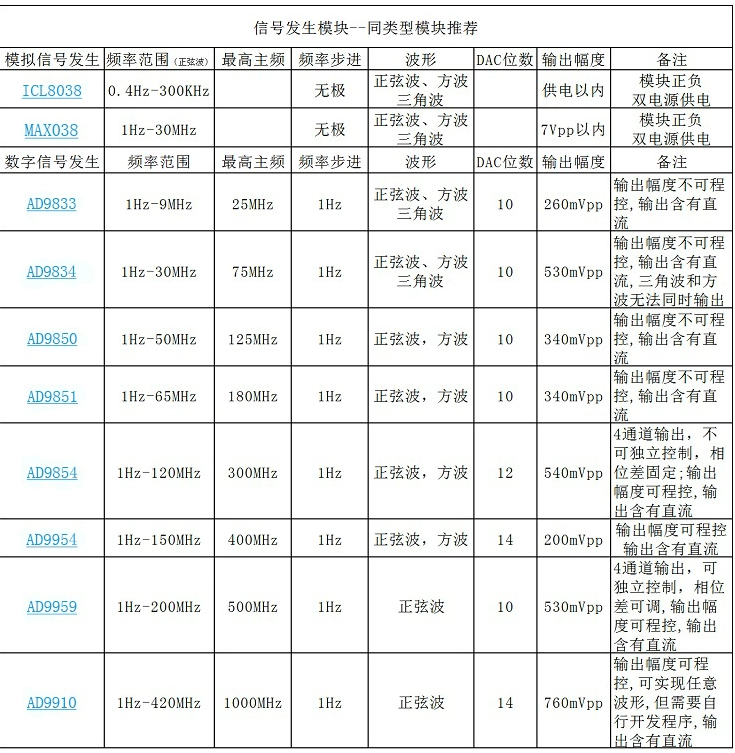 信号发生模块--同类型模块推荐
模拟信号发生 频率范围(正弦波) 最高主频 频率步进 波形 DAC位数 输出幅度 备注
ICL8038 0.4Hz-300KHz 无极 正弦波、方波 供电以内 模块正负
三角波 双电源供电
MAX038 1Hz-30MHz 无极 正弦波、方波 7Vpp以内 模块正负
三角波 双电源供电
数字信号发生 频率范围 最高主频 频率步进 波形 DAC位数 输出幅度 备注
AD9833 1Hz-9MHz 25MHz 1Hz 正弦波、方波
三角波 10 260mVpp 输出幅度不可程
控,输出含有直
流
AD9834 1Hz-30MHz 75MHz 1Hz 正弦波、方波
三角波 10 530mVpp 输出幅度不可程
控,输出含有直
流,三角波和方
波无法同时输出
AD9850 1Hz-50MHz 125MHz 1Hz 正弦波，方波 10 340mVpp 输出幅度不可程
控,输出含有直
流
AD9851 1Hz-65MHz 180MHz 1Hz 正弦波，方波 10 340mVpp 输出幅度不可程
控,输出含有直
流
AD9854 1Hz-120MHz 300MHz 1Hz 正弦波，方波 12 540mVpp 4通道输出，不
可独立控制，相
位差固定;输出
幅度可程控,输
出含有直流
AD9954 1Hz-150MHz 400MHz 1Hz 正弦波，方波 14 200mVpp 输出幅度可程控
输出含有直流
AD9959 1Hz-200MHz 500MHz 1Hz 正弦波 10 530mVpp 4通道输出，可
独立控制，相位
差可调,输出幅
度可程控,输出
含有直流
AD9910 1Hz-420MHz 1000MHz 1Hz 正弦波 14 760mVpp 输出幅度可程
控,可实现任意
波形,但需要自
行开发程序,输
出含有直流